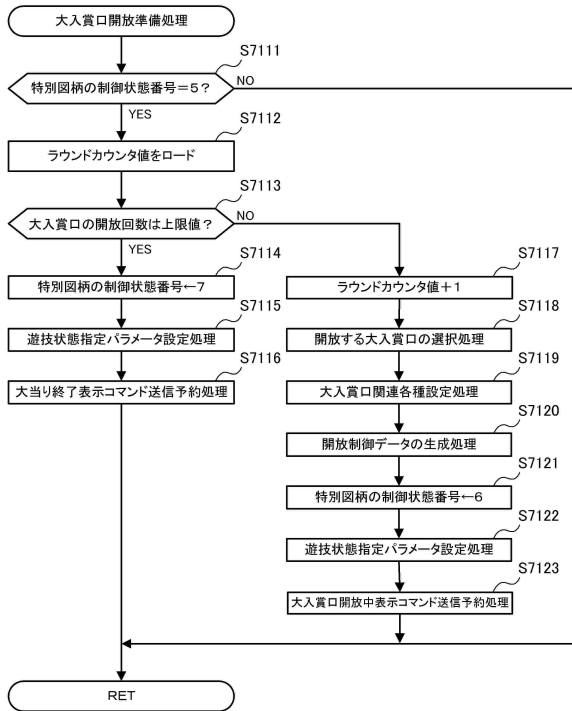 大入賞口開放準備処理
S7111
特別図柄の制御状態番号＝5？
NO
YES
S7112
ラウンドカウンタ値をロード
S7113
大入賞口の開放回数は上限値？
NO
YES
S7114
特別図柄の制御状態番号←7
S7115
遊技状態指定パラメータ設定処理
S7116
大当り終了表示コマンド送信予約処理
S7117
ラウンドカウンタ値＋1
S7118
開放する大入賞口の選択処理
S7119
大入賞口関連各種設定処理
S7120
開放制御データの生成処理
S7121
特別図柄の制御状態番号←6
S7122
遊技状態指定パラメータ設定処理
S7123
大入賞口開放中表示コマンド送信予約処理
RET